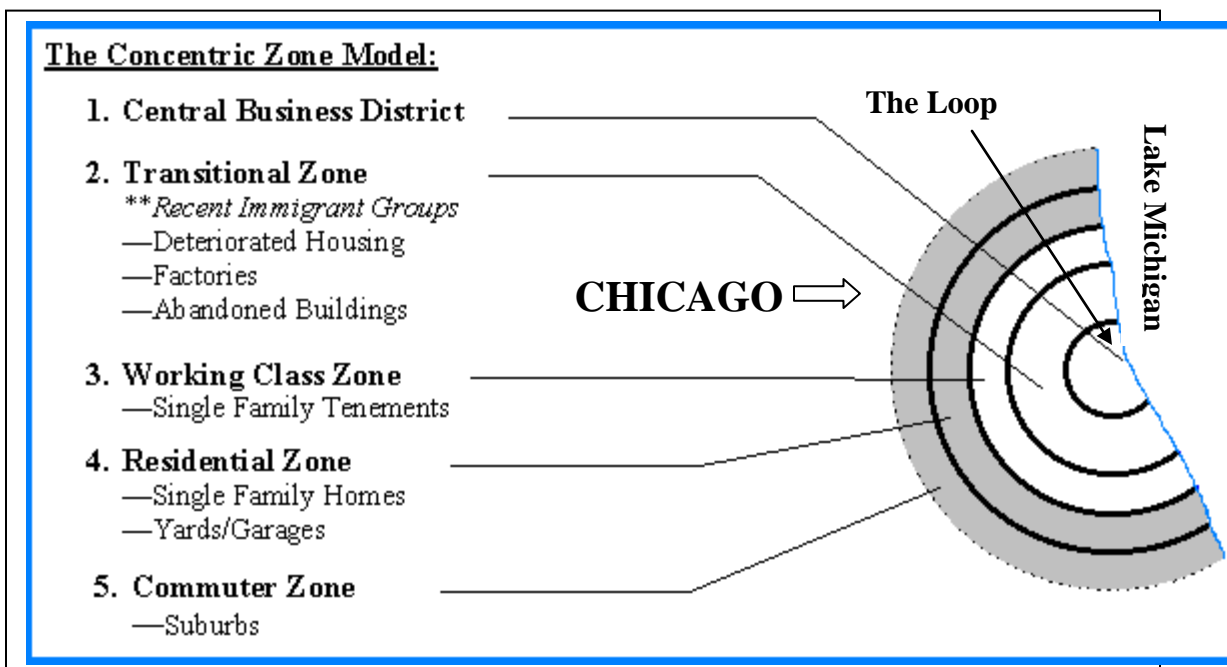 The Concentric Zone Model:
1. Central Business District
2. Transitional Zone
**Recent Immigrant Groups
—Deteriorated Housing
—Factories
—Abandoned Buildings
3. Working Class Zone
—Single Family Tenements
4. Residential Zone
—Single Family Homes
—Yards/Garages
5. Commuter Zone
—Suburbs
The Loop
Lake Michigan
CHICAGO